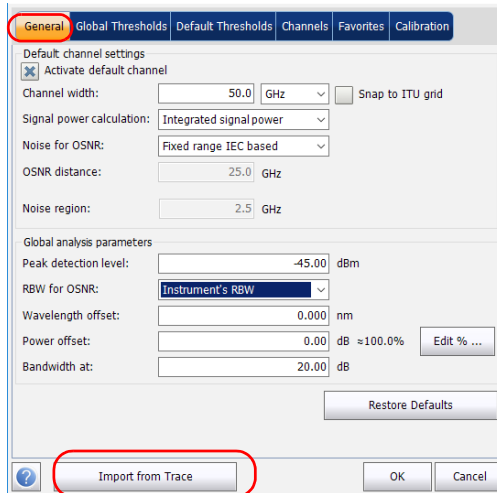 General Global Thresholds Default Thresholds Channels Favorites Calibration
Default channel settings
Activate default channel
Channel width: 50.0 GHz Snap to ITU grid
Signal power calculation: Integrated signal power
Noise for OSNR: Fixed range IEC based
OSNR distance: 25.0 GHz
Noise region: 2.5 GHz
Global analysis parameters
Peak detection level: -45.00 dBm
RBW for OSNR: Instrument's RBW
Wavelength offset: 0.000 nm
Power offset: 0.00 dB ≈100.0% Edit % ...
Bandwidth at: 20.00 dB
Restore Defaults
? Import from Trace OK Cancel